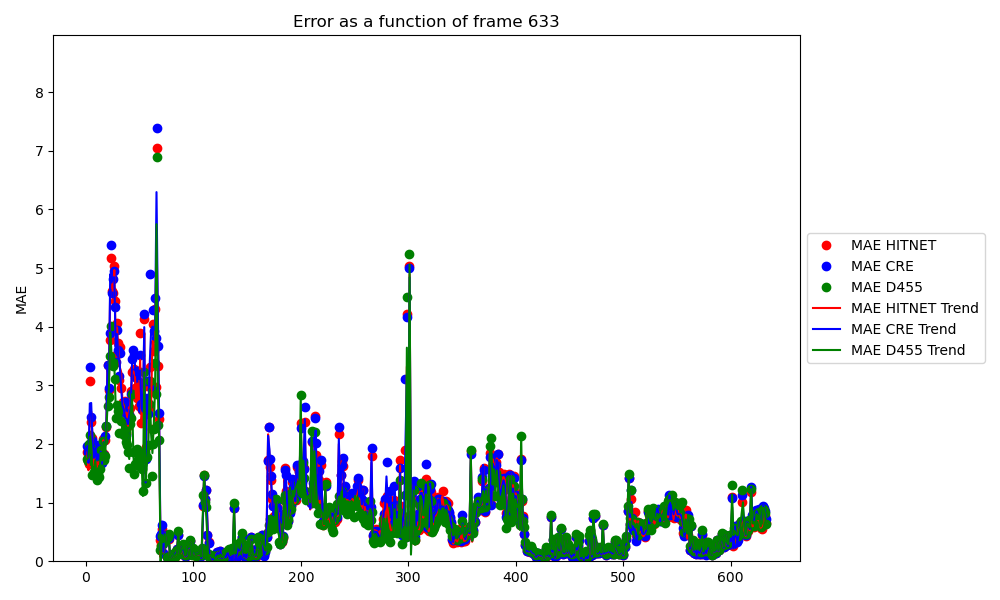 Error as a function of frame 633
MAE
8
7
6
5
4
3
2
1
0
0 100 200 300 400 500 600
MAE HITNET
MAE CRE
MAE D455
MAE HITNET Trend
MAE CRE Trend
MAE D455 Trend